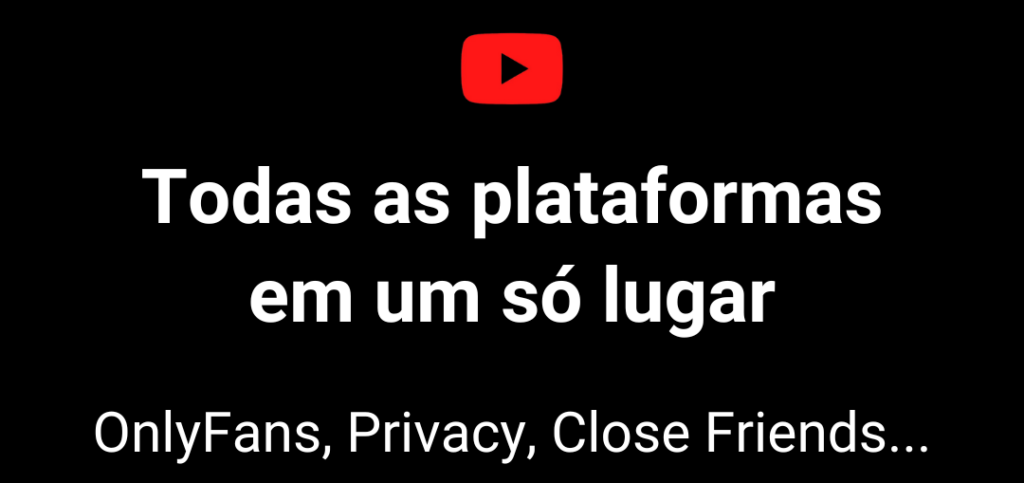 Todas as plataformas
em um só lugar
OnlyFans, Privacy, Close Friends...